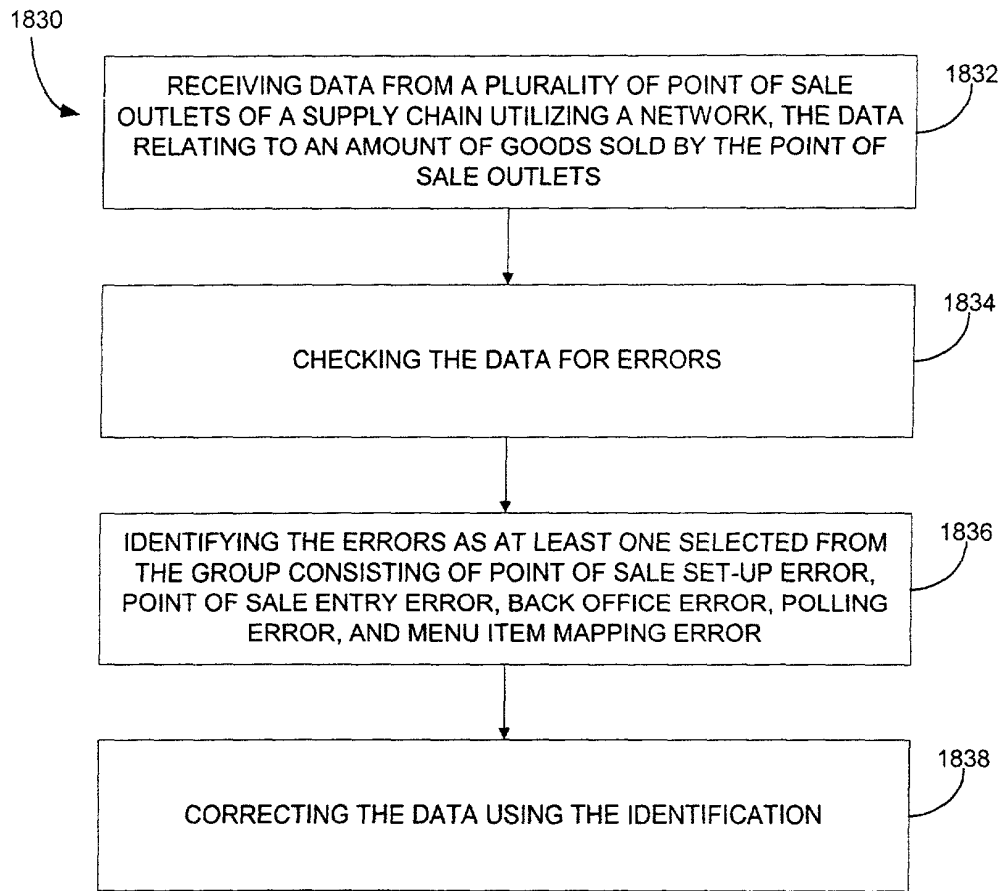 1830
1832
RECEIVING DATA FROM A PLURALITY OF POINT OF SALE
OUTLETS OF A SUPPLY CHAIN UTILIZING A NETWORK, THE DATA
RELATING TO AN AMOUNT OF GOODS SOLD BY THE POINT OF
SALE OUTLETS
1834
CHECKING THE DATA FOR ERRORS
1836
IDENTIFYING THE ERRORS AS AT LEAST ONE SELECTED FROM
THE GROUP CONSISTING OF POINT OF SALE SET-UP ERROR,
POINT OF SALE ENTRY ERROR, BACK OFFICE ERROR, POLLING
ERROR, AND MENU ITEM MAPPING ERROR
1838
CORRECTING THE DATA USING THE IDENTIFICATION